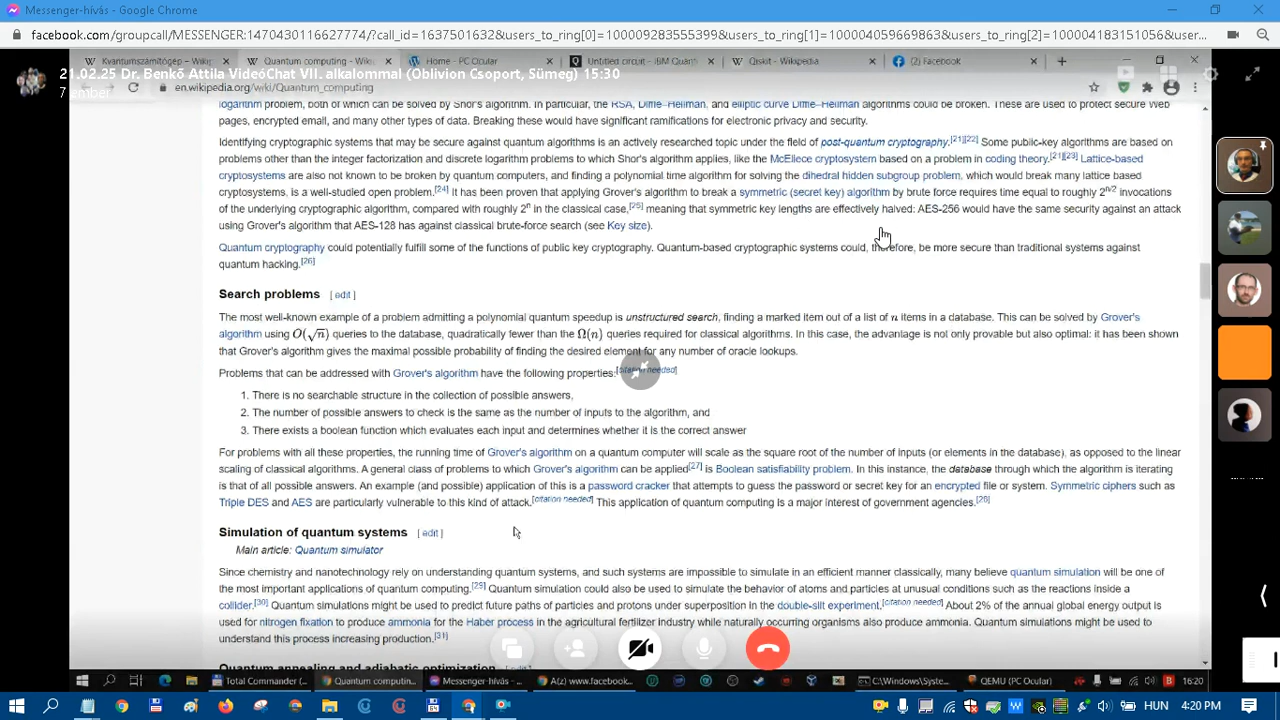 Messenger-hívás - Google Chrome
facebook.com/groupcall/MESSENGER:1470430116627774/?call_id=1637501632&users_to_ring[0]=100009283555399&users_to_ring[1]=100004059669863&users_to_ring[2]=100004183151056&us...
Kvantumszámítógép – Wiki
Quantum computing - Wiki
Home - PC Ocular
Untitled circuit - IBM Quant
Qiskit - Wikipedia
(2) Facebook
21.02.25 Dr. Benkő Attila VideóChat VII. alkalommal (Oblivion Csoport, Sümeg) 15:30
7 ember
en.wikipedia.org/wiki/Quantum_computing
logarithm problem, both of which can be solved by Shor's algorithm. In particular, the RSA, Diffie–Hellman, and elliptic curve Diffie–Hellman algorithms could be broken. These are used to protect secure Web
pages, encrypted email, and many other types of data. Breaking these would have significant ramifications for electronic privacy and security.
Identifying cryptographic systems that may be secure against quantum algorithms is an actively researched topic under the field of post-quantum cryptography.[21][22] Some public-key algorithms are based on
problems other than the integer factorization and discrete logarithm problems to which Shor's algorithm applies, like the McEliece cryptosystem based on a problem in coding theory.[21][23] Lattice-based
cryptosystems are also not known to be broken by quantum computers, and finding a polynomial time algorithm for solving the dihedral hidden subgroup problem, which would break many lattice based
cryptosystems, is a well-studied open problem.[24] It has been proven that applying Grover's algorithm to break a symmetric (secret key) algorithm by brute force requires time equal to roughly 2^n/2 invocations
of the underlying cryptographic algorithm, compared with roughly 2^n in the classical case,[25] meaning that symmetric key lengths are effectively halved: AES-256 would have the same security against an attack
using Grover's algorithm that AES-128 has against classical brute-force search (see Key size).
Quantum cryptography could potentially fulfill some of the functions of public key cryptography. Quantum-based cryptographic systems could, therefore, be more secure than traditional systems against
quantum hacking.[26]
Search problems [ edit ]
The most well-known example of a problem admitting a polynomial quantum speedup is unstructured search, finding a marked item out of a list of n items in a database. This can be solved by Grover's
algorithm using O(√n) queries to the database, quadratically fewer than the Ω(n) queries required for classical algorithms. In this case, the advantage is not only provable but also optimal: it has been shown
that Grover's algorithm gives the maximal possible probability of finding the desired element for any number of oracle lookups.
Problems that can be addressed with Grover's algorithm have the following properties:[citation needed]
1. There is no searchable structure in the collection of possible answers,
2. The number of possible answers to check is the same as the number of inputs to the algorithm, and
3. There exists a boolean function which evaluates each input and determines whether it is the correct answer
For problems with all these properties, the running time of Grover's algorithm on a quantum computer will scale as the square root of the number of inputs (or elements in the database), as opposed to the linear
scaling of classical algorithms. A general class of problems to which Grover's algorithm can be applied[27] is Boolean satisfiability problem. In this instance, the database through which the algorithm is iterating
is that of all possible answers. An example (and possible) application of this is a password cracker that attempts to guess the password or secret key for an encrypted file or system. Symmetric ciphers such as
Triple DES and AES are particularly vulnerable to this kind of attack.[citation needed] This application of quantum computing is a major interest of government agencies.[28]
Simulation of quantum systems [ edit ]
Main article: Quantum simulator
Since chemistry and nanotechnology rely on understanding quantum systems, and such systems are impossible to simulate in an efficient manner classically, many believe quantum simulation will be one of
the most important applications of quantum computing.[29] Quantum simulation could also be used to simulate the behavior of atoms and particles at unusual conditions such as the reactions inside a
collider.[30] Quantum simulations might be used to predict future paths of particles and protons under superposition in the double-slit experiment.[citation needed] About 2% of the annual global energy output is
used for nitrogen fixation to produce ammonia for the Haber process in the agricultural fertilizer industry while naturally occurring organisms also produce ammonia. Quantum simulations might be used to
understand this process increasing production.[31]
Quantum annealing and adiabatic optimization [ edit ]
Total Commander (...
Quantum computin...
Messenger-hívás - ...
A(z) www.facebook...
C:\Windows\Syste...
QEMU (PC Ocular)
16:20
HUN
4:20 PM